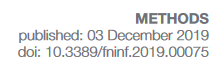 METHODS
published: 03 December 2019
doi: 10.3389/fninf.2019.00075